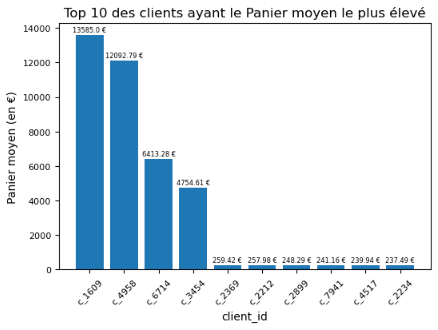 Top 10 des clients ayant le Panier moyen le plus élevé
Panier moyen (en €)
14000
12000
10000
8000
6000
4000
2000
0
13585.0 €
12092.79 €
6413.28 €
4754.61 €
259.42 €
257.98 €
248.29 €
241.16 €
239.94 €
237.49 €
c_1609
c_4958
c_6714
c_3454
c_2369
c_2212
c_2899
c_7941
c_4517
c_2234
client_id